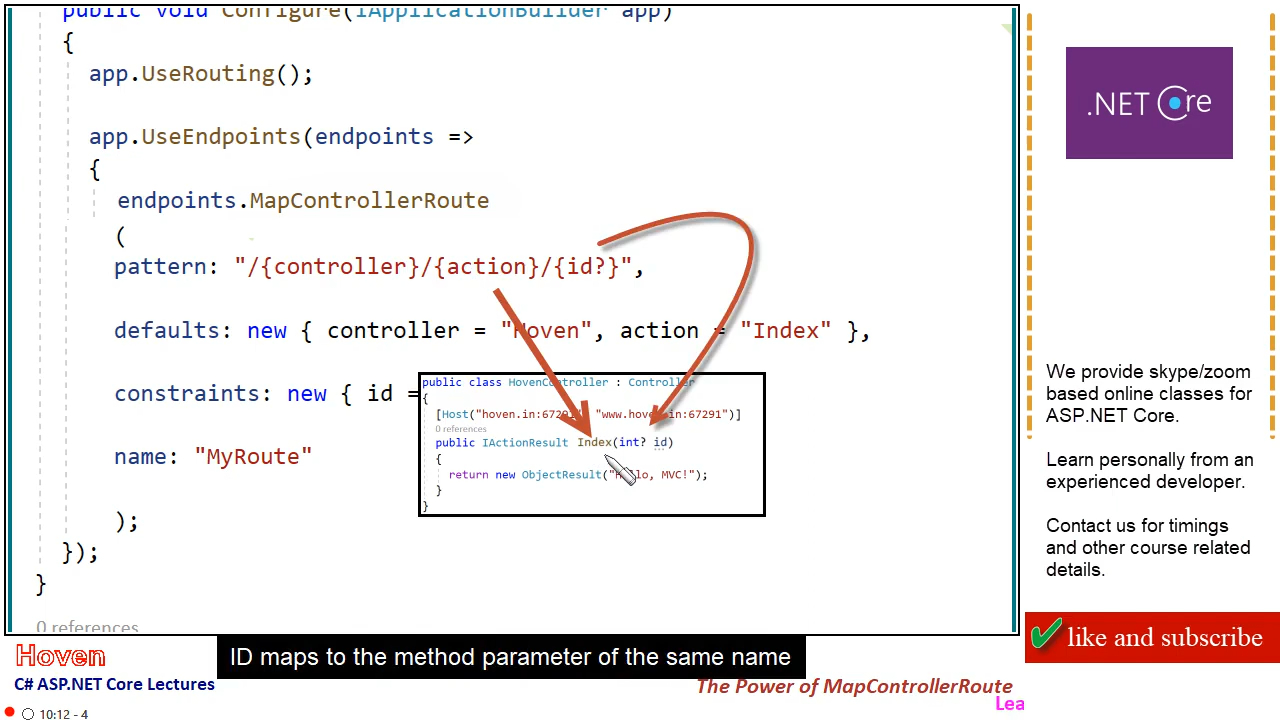 public void Configure(IApplicationBuilder app)
{
app.UseRouting();
app.UseEndpoints(endpoints =>
{
endpoints.MapControllerRoute
(
pattern: "/{controller}/{action}/{id?}",
defaults: new { controller = "Hoven", action = "Index" },
constraints: new { id =
name: "MyRoute"
);
});
}
0 references
public class HovenController : Controller
{
[Host("hoven.in:67291", "www.hoven.in:67291")]
0 references
public IActionResult Index(int? id)
{
return new ObjectResult("Hello, MVC!");
}
}
ID maps to the method parameter of the same name
Hoven
C# ASP.NET Core Lectures
The Power of MapControllerRoute
Lea
10:12 - 4
.NET Core
We provide skype/zoom
based online classes for
ASP.NET Core.
Learn personally from an
experienced developer.
Contact us for timings
and other course related
details.
like and subscribe